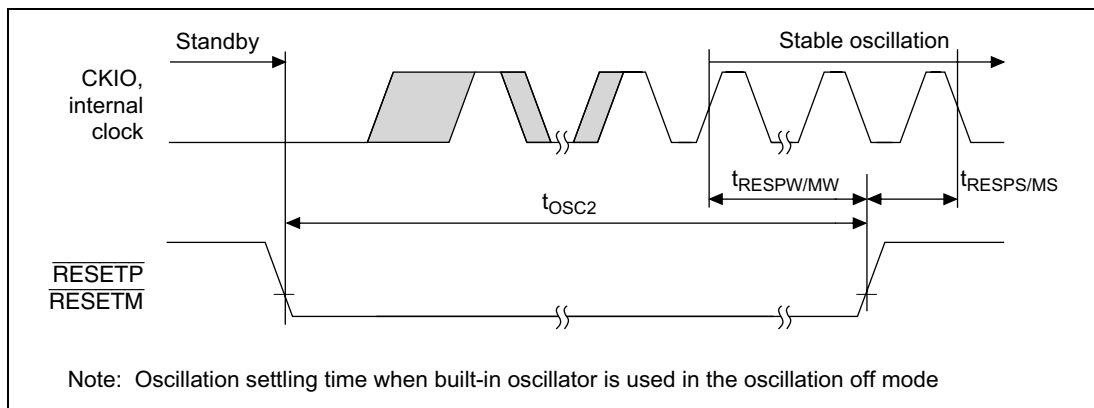 Standby
Stable oscillation
CKIO,
internal
clock
tRESPW/MW
tRESPS/MS
tOSC2
RESETP
RESETM
Note: Oscillation settling time when built-in oscillator is used in the oscillation off mode